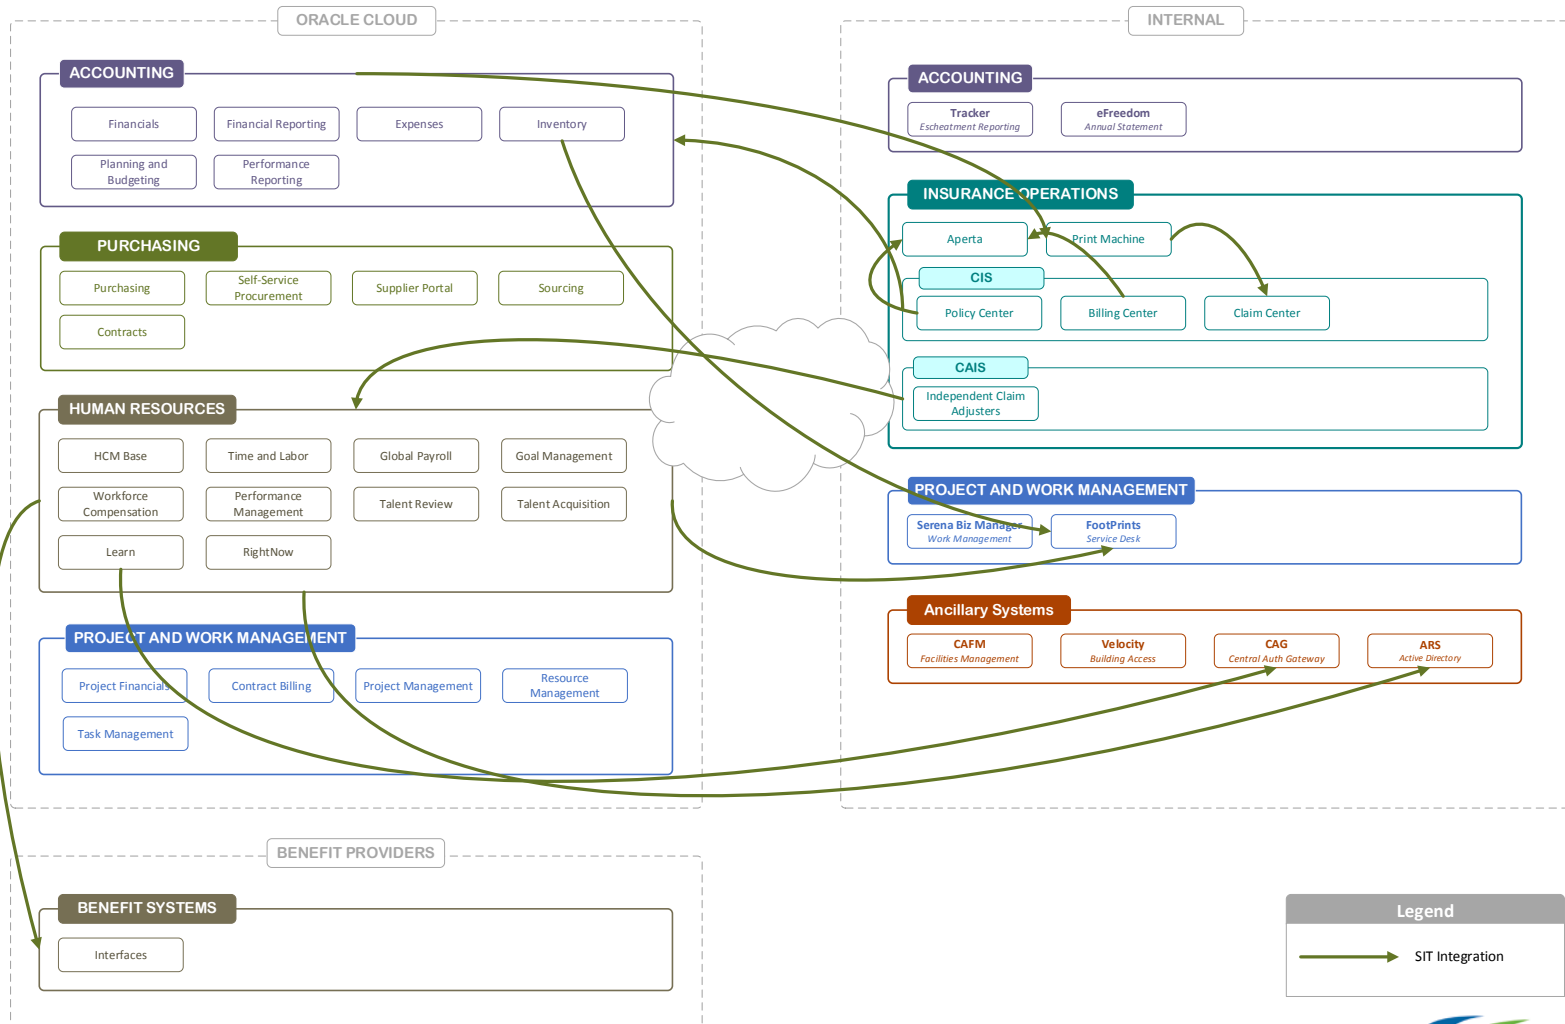 ORACLE CLOUD
ACCOUNTING
Financials
Financial Reporting
Expenses
Inventory
Planning and
Budgeting
Performance
Reporting
PURCHASING
Purchasing
Self-Service
Procurement
Supplier Portal
Sourcing
Contracts
HUMAN RESOURCES
HCM Base
Time and Labor
Global Payroll
Goal Management
Workforce
Compensation
Performance
Management
Talent Review
Talent Acquisition
Learn
RightNow
PROJECT AND WORK MANAGEMENT
Project Financials
Contract Billing
Project Management
Resource
Management
Task Management
BENEFIT PROVIDERS
BENEFIT SYSTEMS
Interfaces
INTERNAL
ACCOUNTING
Tracker
Escheatment Reporting
eFreedom
Annual Statement
INSURANCE OPERATIONS
Aperta
Print Machine
CIS
Policy Center
Billing Center
Claim Center
CAIS
Independent Claim
Adjusters
PROJECT AND WORK MANAGEMENT
Serena Biz Manager
Work Management
FootPrints
Service Desk
Ancillary Systems
CAFM
Facilities Management
Velocity
Building Access
CAG
Central Auth Gateway
ARS
Active Directory
Legend
SIT Integration